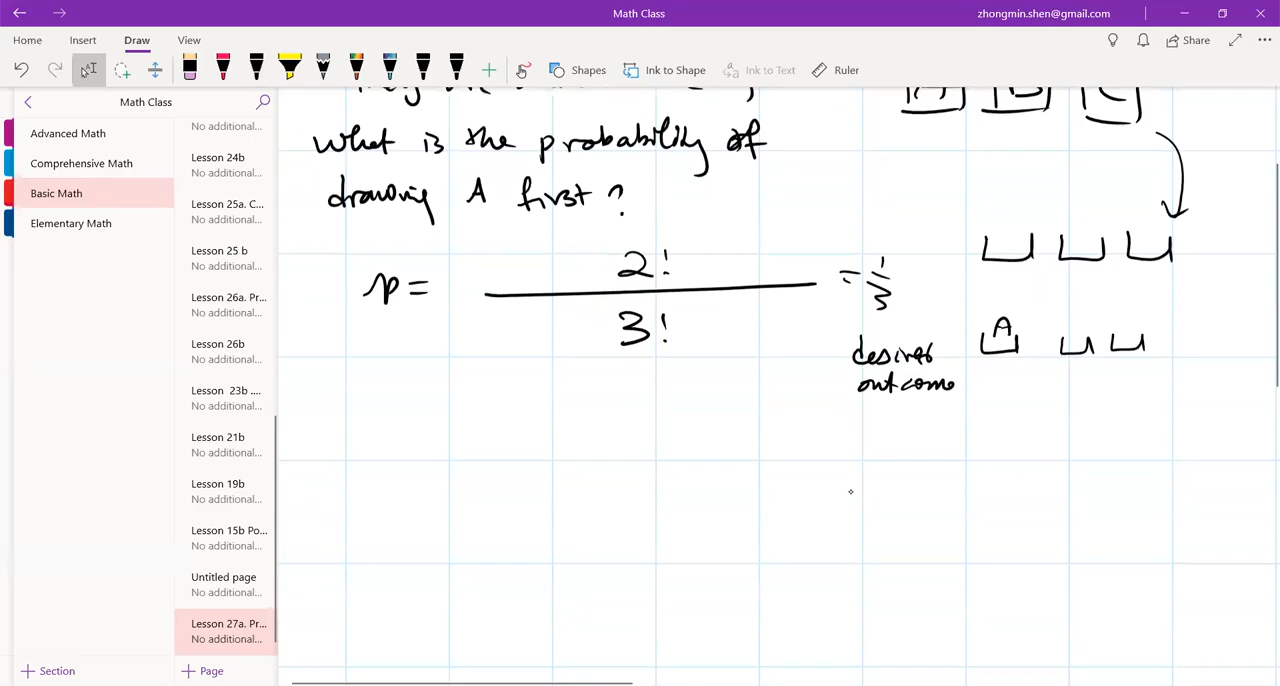 Math Class
zhongmin.shen@gmail.com
Home
Insert
Draw
View
Share
Shapes
Ink to Shape
Ink to Text
Ruler
Math Class
Advanced Math
Comprehensive Math
Basic Math
Elementary Math
No additional...
Lesson 24b
No additional...
Lesson 25a. C...
No additional...
Lesson 25 b
No additional...
Lesson 26a. Pr...
No additional...
Lesson 26b
No additional...
Lesson 23b ....
No additional...
Lesson 21b
No additional...
Lesson 19b
No additional...
Lesson 15b Po...
No additional...
Untitled page
No additional...
Lesson 27a. Pr...
No additional...
Section
Page
A B C
what is the probability of
drawing A first?
p = 2! / 3! = 1/3
A
desired
outcome